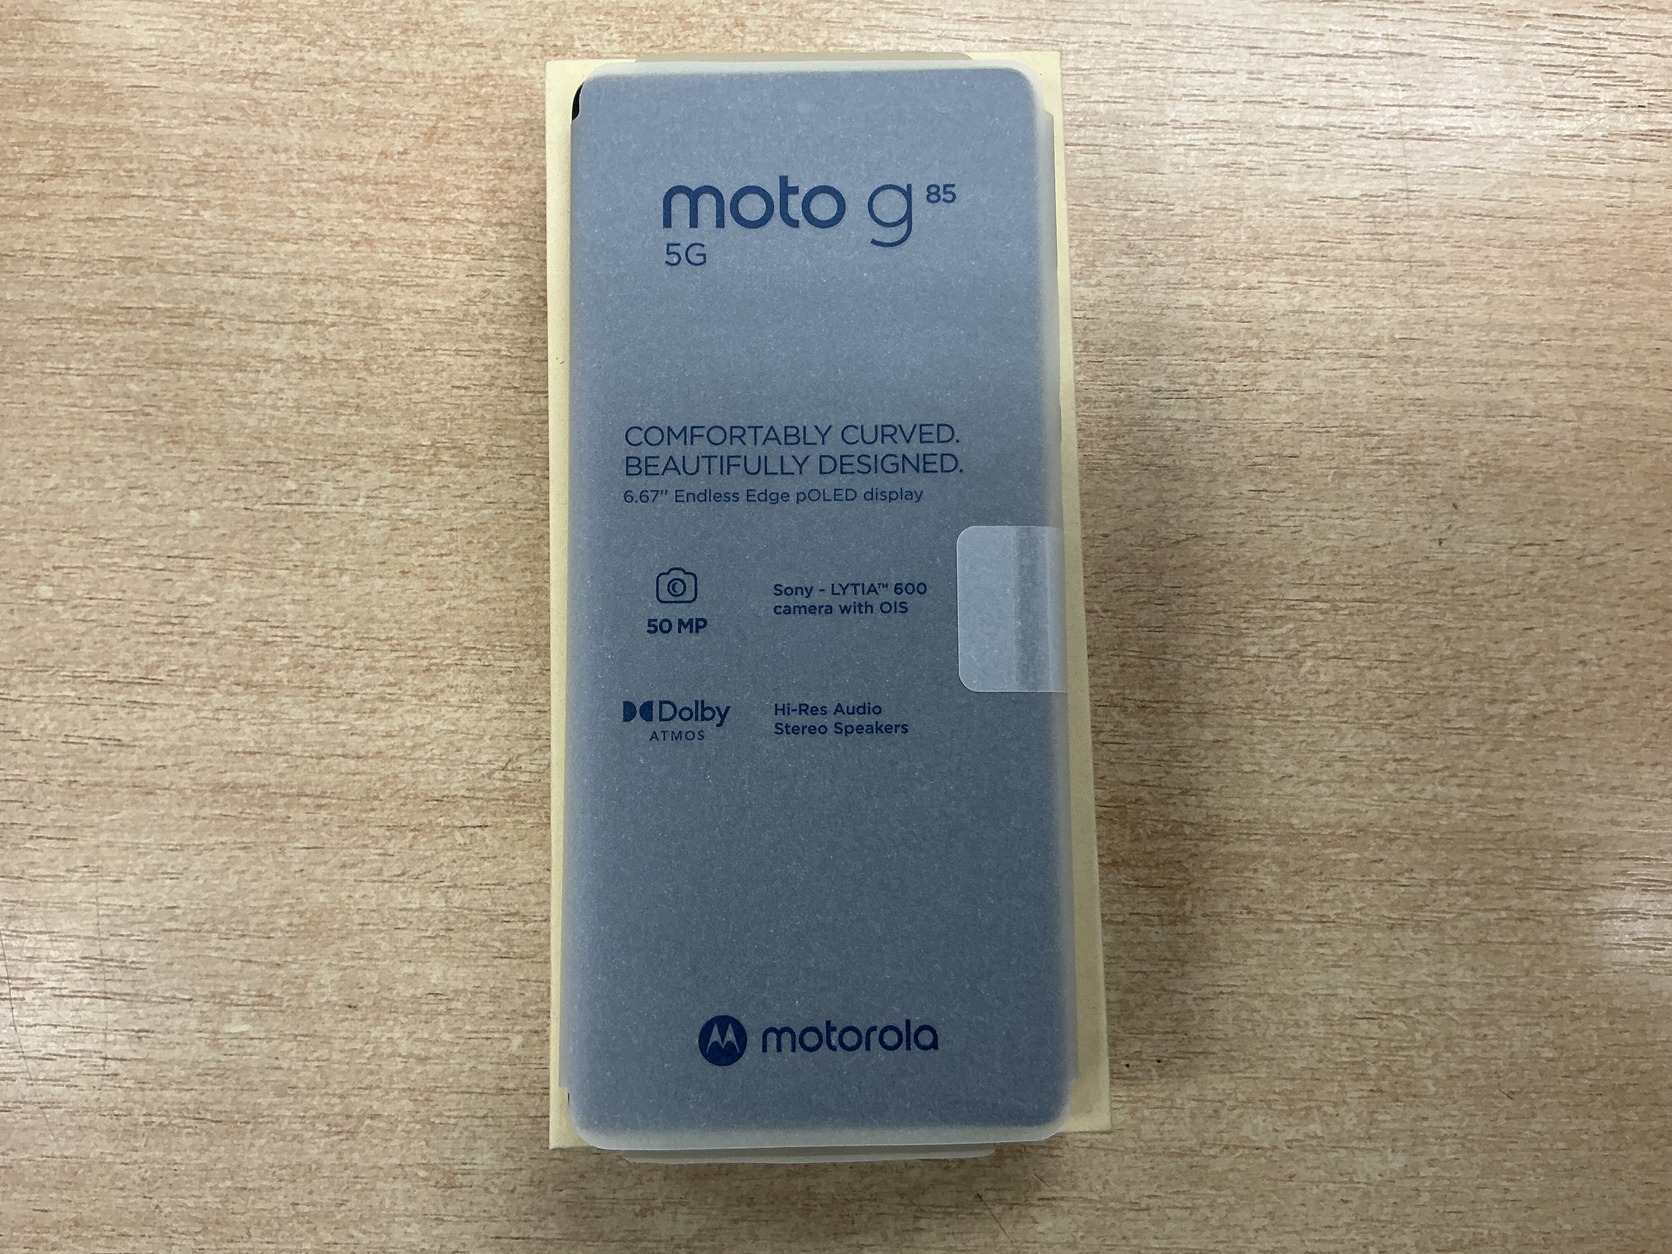 moto g 85
5G
COMFORTABLY CURVED.
BEAUTIFULLY DESIGNED.
6.67" Endless Edge pOLED display
50 MP
Sony - LYTIA™ 600
camera with OIS
Dolby
ATMOS
Hi-Res Audio
Stereo Speakers
motorola